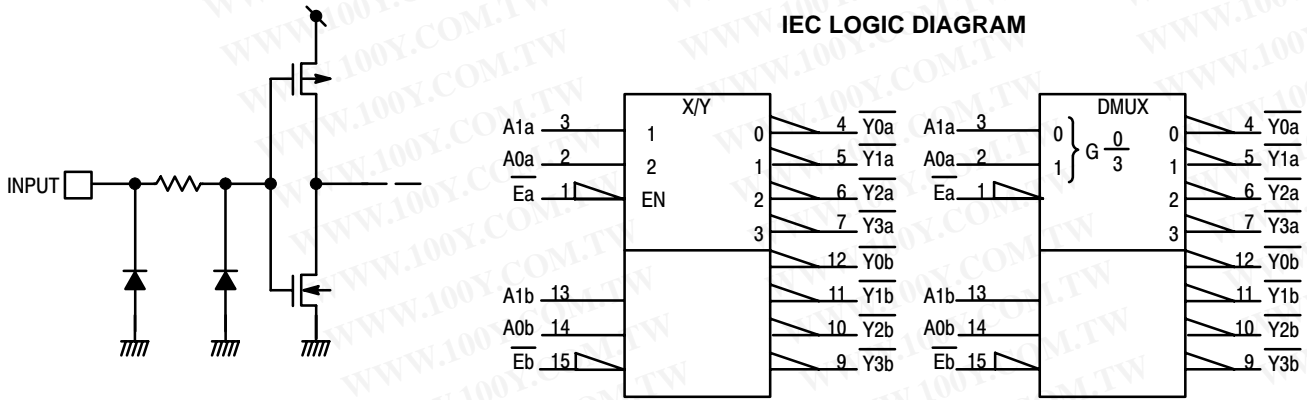 IEC LOGIC DIAGRAM
INPUT
X/Y
A1a 3 1 0 4 Y0a
A0a 2 2 1 5 Y1a
Ea 1 EN 2 6 Y2a
3 7 Y3a
12 Y0b
A1b 13 11 Y1b
A0b 14 10 Y2b
Eb 15 9 Y3b
DMUX
A1a 3 0 } G 0/3 0 4 Y0a
A0a 2 1 1 5 Y1a
Ea 1 2 6 Y2a
3 7 Y3a
12 Y0b
A1b 13 11 Y1b
A0b 14 10 Y2b
Eb 15 9 Y3b
WWW.100Y.COM.TW